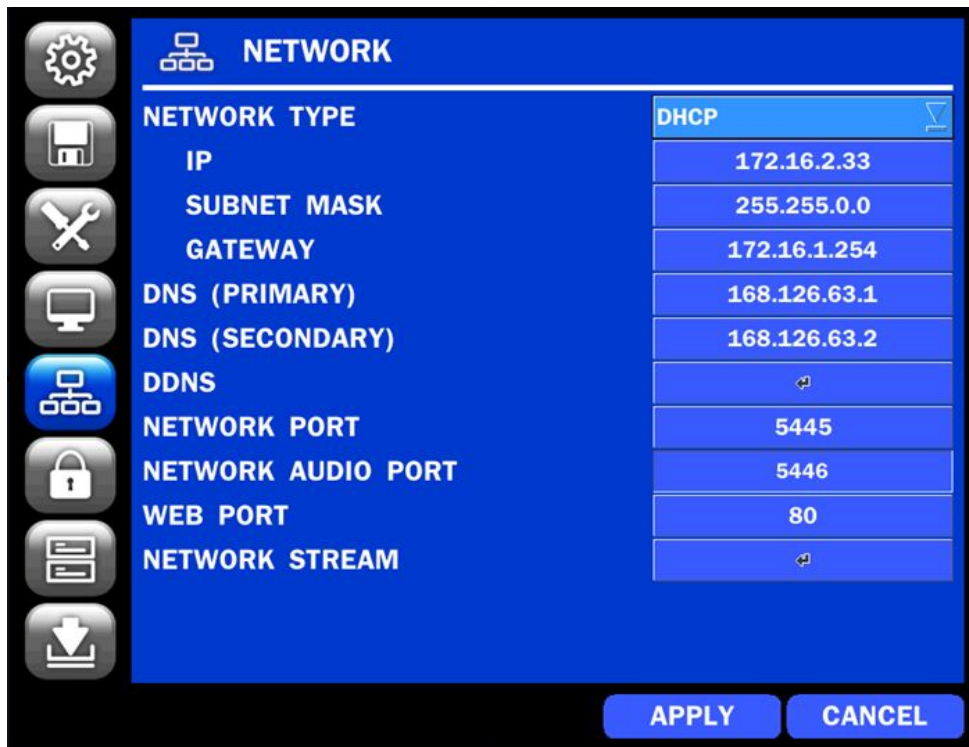 NETWORK
NETWORK TYPE DHCP
IP 172.16.2.33
SUBNET MASK 255.255.0.0
GATEWAY 172.16.1.254
DNS (PRIMARY) 168.126.63.1
DNS (SECONDARY) 168.126.63.2
DDNS
NETWORK PORT 5445
NETWORK AUDIO PORT 5446
WEB PORT 80
NETWORK STREAM
APPLY CANCEL